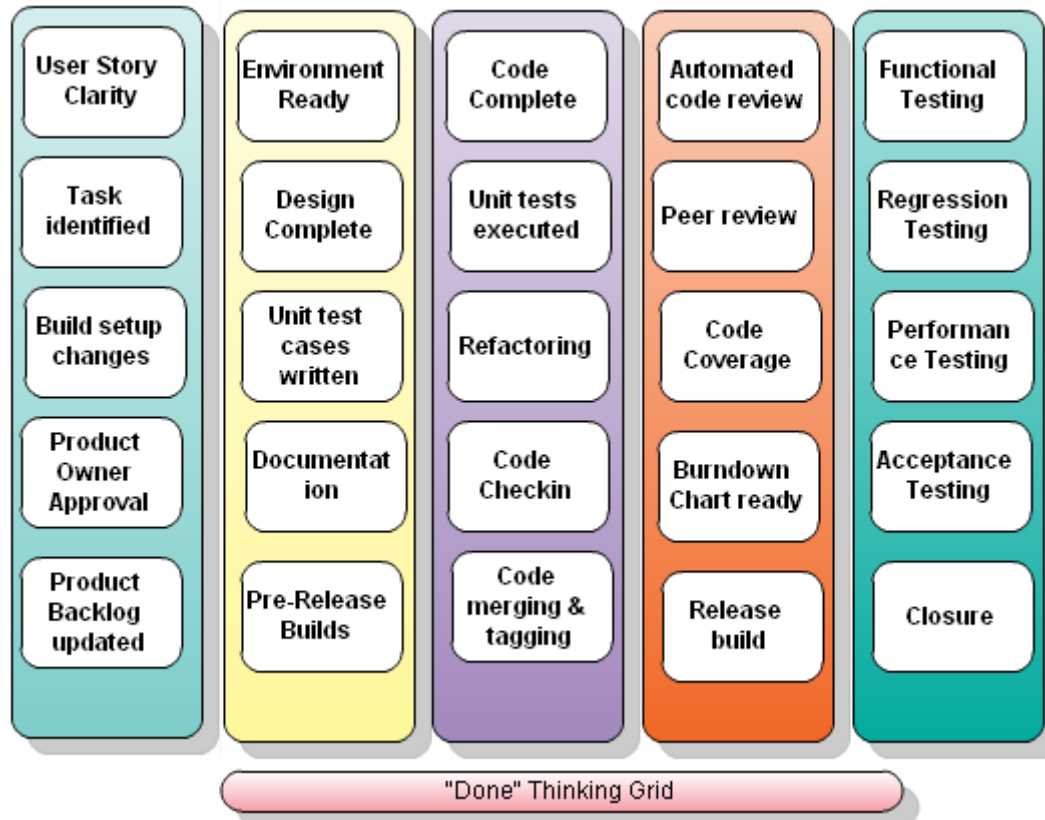 User Story
Clarity
Task
identified
Build setup
changes
Product
Owner
Approval
Product
Backlog
updated
Environment
Ready
Design
Complete
Unit test
cases
written
Documentat
ion
Pre-Release
Builds
Code
Complete
Unit tests
executed
Refactoring
Code
Checkin
Code
merging &
tagging
Automated
code review
Peer review
Code
Coverage
Burndown
Chart ready
Release
build
Functional
Testing
Regression
Testing
Performan
ce Testing
Acceptance
Testing
Closure
"Done" Thinking Grid